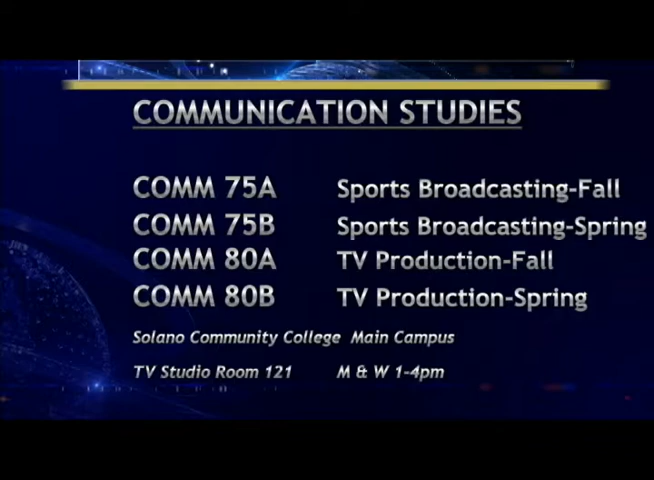 COMMUNICATION STUDIES
COMM 75A Sports Broadcasting-Fall
COMM 75B Sports Broadcasting-Spring
COMM 80A TV Production-Fall
COMM 80B TV Production-Spring
Solano Community College Main Campus
TV Studio Room 121 M & W 1-4pm